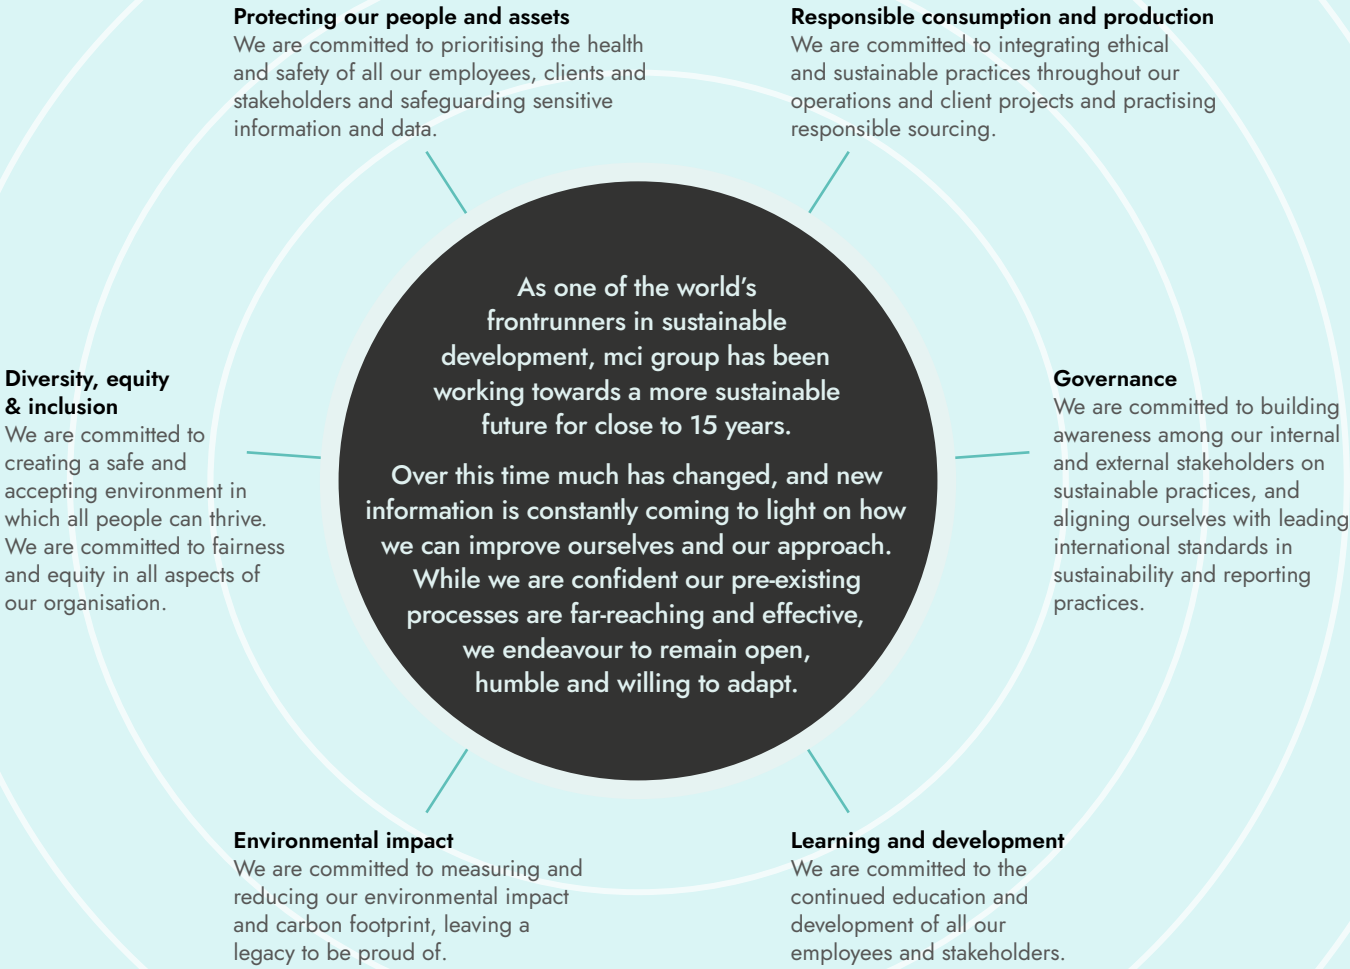 Protecting our people and assets
We are committed to prioritising the health
and safety of all our employees, clients and
stakeholders and safeguarding sensitive
information and data.
Responsible consumption and production
We are committed to integrating ethical
and sustainable practices throughout our
operations and client projects and practising
responsible sourcing.
Diversity, equity
& inclusion
We are committed to
creating a safe and
accepting environment in
which all people can thrive.
We are committed to fairness
and equity in all aspects of
our organisation.
As one of the world’s
frontrunners in sustainable
development, mci group has been
working towards a more sustainable
future for close to 15 years.
Over this time much has changed, and new
information is constantly coming to light on how
we can improve ourselves and our approach.
While we are confident our pre-existing
processes are far-reaching and effective,
we endeavour to remain open,
humble and willing to adapt.
Governance
We are committed to building
awareness among our internal
and external stakeholders on
sustainable practices, and
aligning ourselves with leading
international standards in
sustainability and reporting
practices.
Environmental impact
We are committed to measuring and
reducing our environmental impact
and carbon footprint, leaving a
legacy to be proud of.
Learning and development
We are committed to the
continued education and
development of all our
employees and stakeholders.